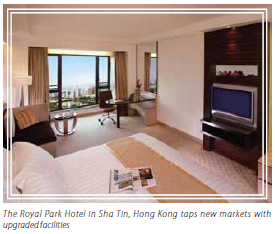 The Royal Park Hotel in Sha Tin, Hong Kong taps new markets with
upgraded facilities